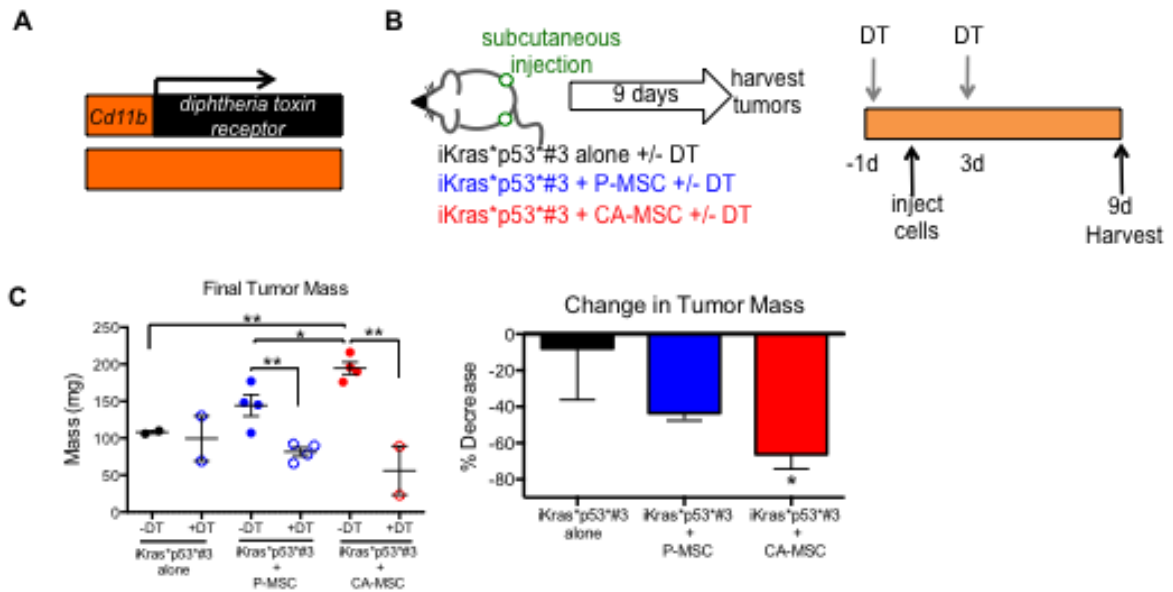 A
Cd11b
diphtheria toxin
receptor
B
subcutaneous
injection
9 days
harvest
tumors
iKras*p53*#3 alone +/- DT
iKras*p53*#3 + P-MSC +/- DT
iKras*p53*#3 + CA-MSC +/- DT
DT
DT
-1d
3d
inject
cells
9d
Harvest
C
Final Tumor Mass
Mass (mg)
250
200
150
100
50
0
**
*
**
**
-DT
+DT
-DT
+DT
-DT
+DT
iKras*p53*#3
alone
iKras*p53*#3
+
P-MSC
iKras*p53*#3
+
CA-MSC
Change in Tumor Mass
% Decrease
0
-20
-40
-60
-80
*
iKras*p53*#3
alone
iKras*p53*#3
+
P-MSC
iKras*p53*#3
+
CA-MSC